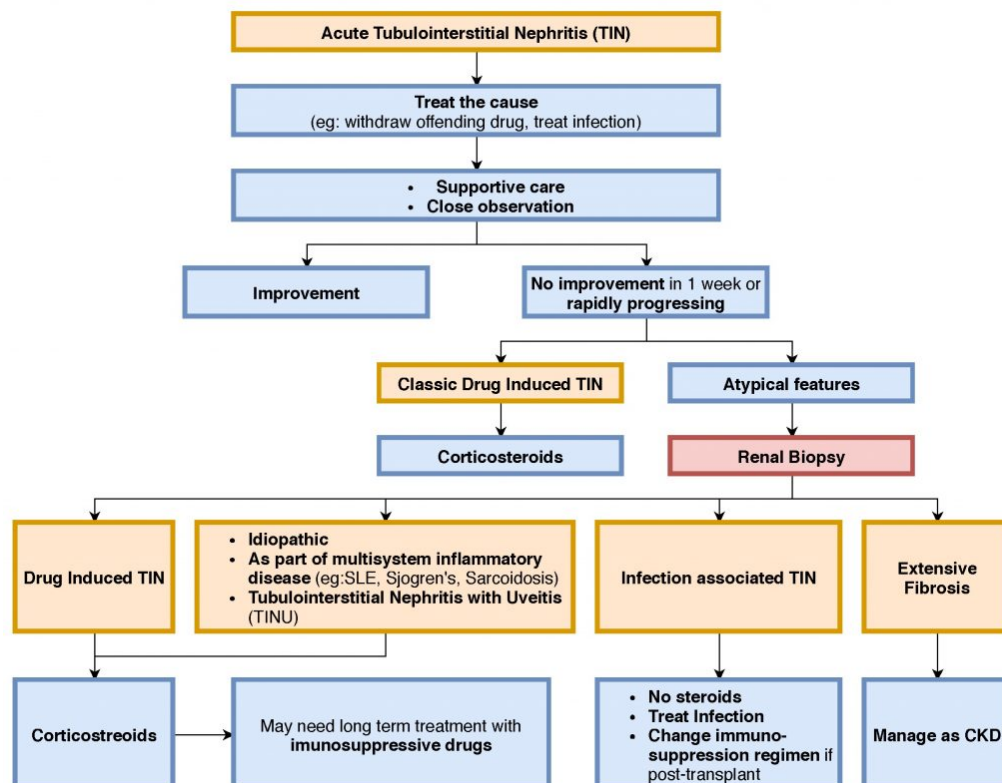 Acute Tubulointerstitial Nephritis (TIN)
Treat the cause
(eg: withdraw offending drug, treat infection)
• Supportive care
• Close observation
Improvement
No improvement in 1 week or
rapidly progressing
Classic Drug Induced TIN
Atypical features
Corticosteroids
Renal Biopsy
Drug Induced TIN
• Idiopathic
• As part of multisystem inflammatory
disease (eg:SLE, Sjogren's, Sarcoidosis)
• Tubulointerstitial Nephritis with Uveitis
(TINU)
Infection associated TIN
Extensive
Fibrosis
Corticostreoids
May need long term treatment with
imunosuppressive drugs
• No steroids
• Treat Infection
• Change immuno-
suppression regimen if
post-transplant
Manage as CKD